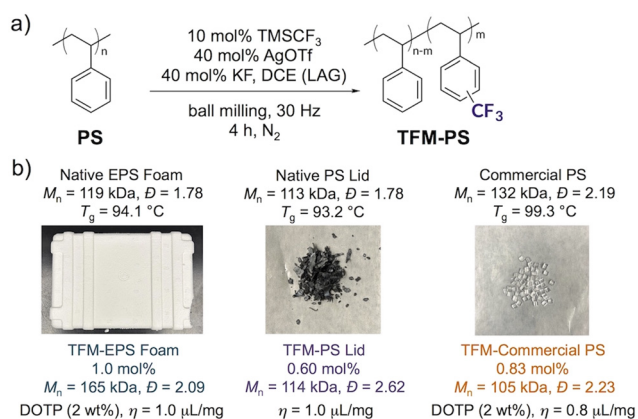 a)
n
PS
10 mol% TMSCF3
40 mol% AgOTf
40 mol% KF, DCE (LAG)
ball milling, 30 Hz
4 h, N2
n-m
m
CF3
TFM-PS
b)
Native EPS Foam
Mn = 119 kDa, Đ = 1.78
Tg = 94.1 °C
TFM-EPS Foam
1.0 mol%
Mn = 165 kDa, Đ = 2.09
DOTP (2 wt%), η = 1.0 μL/mg
Native PS Lid
Mn = 113 kDa, Đ = 1.78
Tg = 93.2 °C
TFM-PS Lid
0.60 mol%
Mn = 114 kDa, Đ = 2.62
η = 1.0 μL/mg
Commercial PS
Mn = 132 kDa, Đ = 2.19
Tg = 99.3 °C
TFM-Commercial PS
0.83 mol%
Mn = 105 kDa, Đ = 2.23
DOTP (2 wt%), η = 0.8 μL/mg